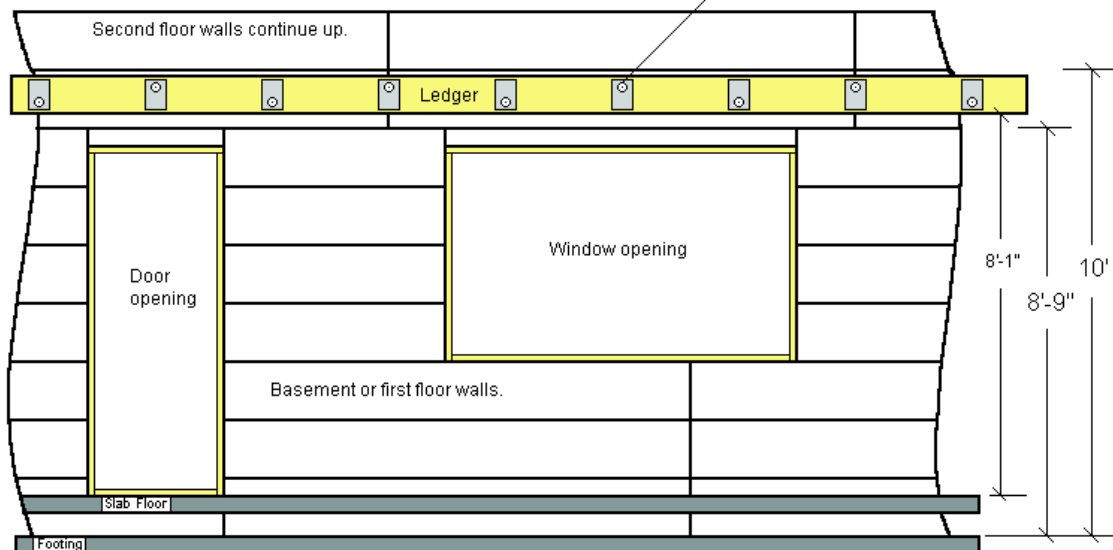 Second floor walls continue up.
Ledger
Door
opening
Window opening
8'-1"
10'
8'-9"
Basement or first floor walls.
Slab Floor
Footing